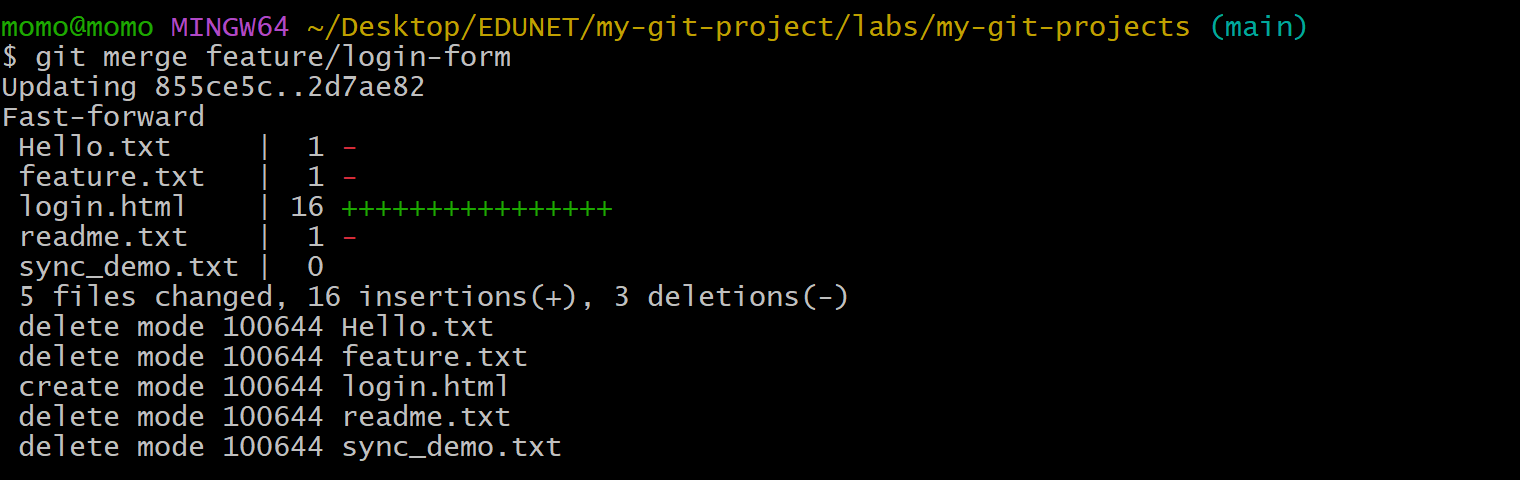 momo@momo MINGW64 ~/Desktop/EDUNET/my-git-project/labs/my-git-projects (main)
$ git merge feature/login-form
Updating 855ce5c..2d7ae82
Fast-forward
 Hello.txt     |  1 -
 feature.txt   |  1 -
 login.html    | 16 ++++++++++++++++
 readme.txt    |  1 -
 sync_demo.txt |  0
 5 files changed, 16 insertions(+), 3 deletions(-)
 delete mode 100644 Hello.txt
 delete mode 100644 feature.txt
 create mode 100644 login.html
 delete mode 100644 readme.txt
 delete mode 100644 sync_demo.txt